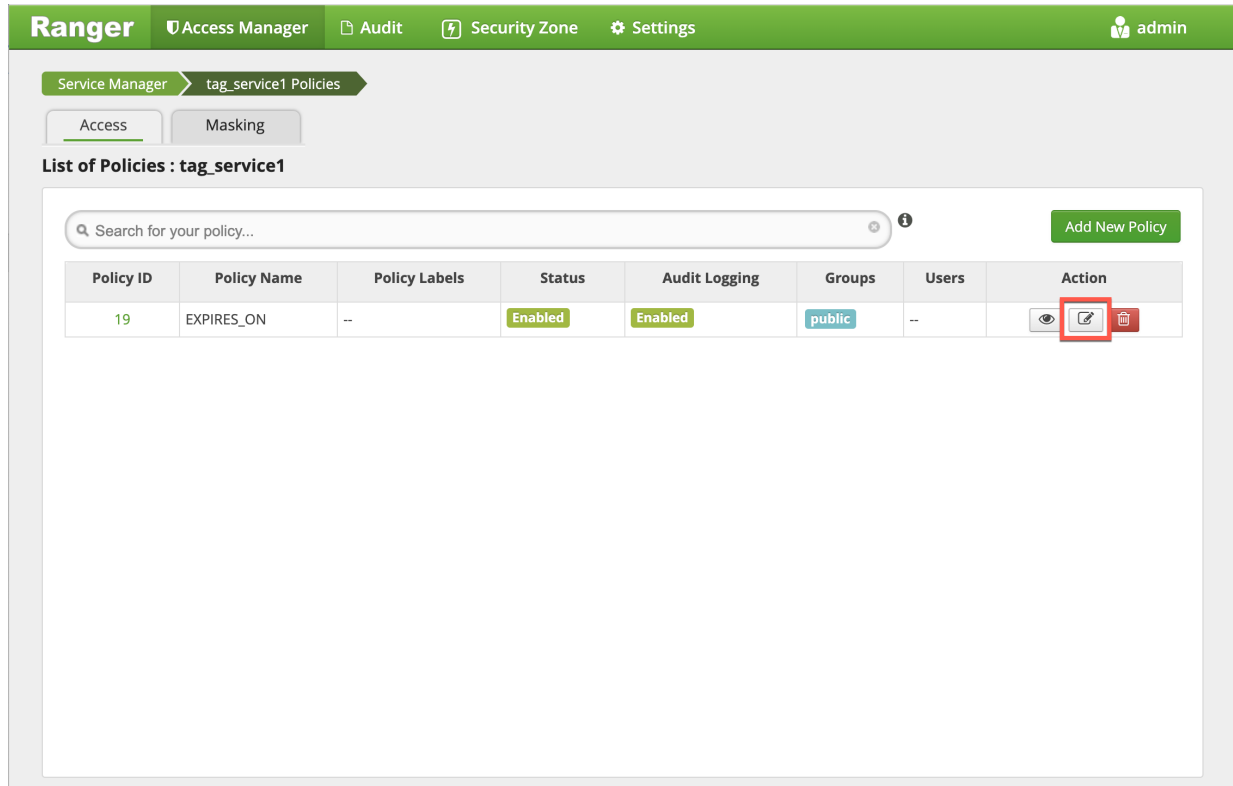 Ranger Access Manager Audit Security Zone Settings admin
Service Manager tag_service1 Policies
Access Masking
List of Policies : tag_service1
Search for your policy... Add New Policy
Policy ID Policy Name Policy Labels Status Audit Logging Groups Users Action
19 EXPIRES_ON -- Enabled Enabled public --